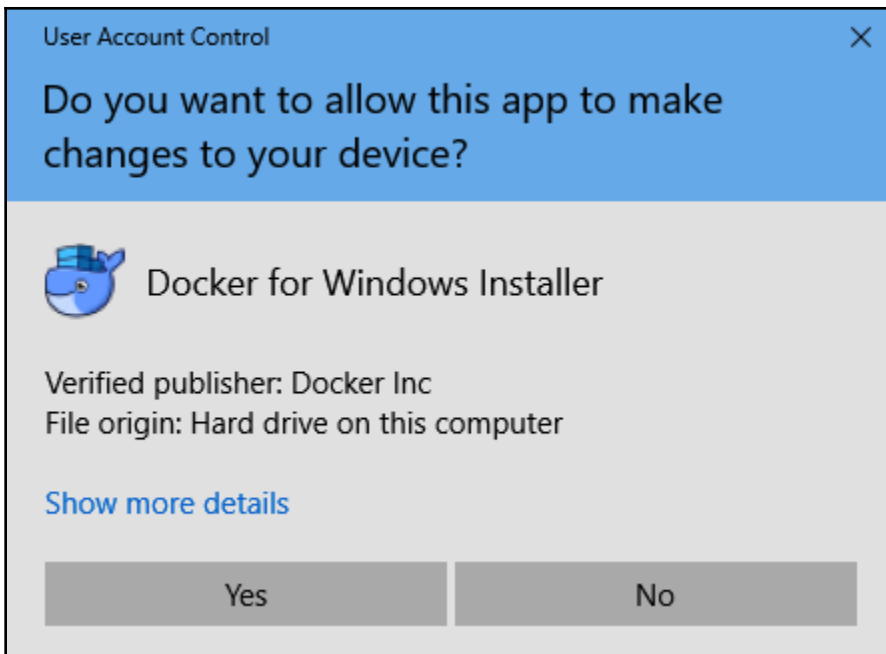 User Account Control
Do you want to allow this app to make
changes to your device?
Docker for Windows Installer
Verified publisher: Docker Inc
File origin: Hard drive on this computer
Show more details
Yes
No